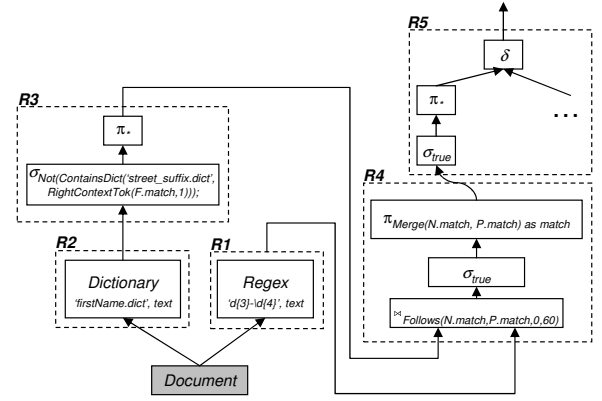 R5
δ
π*
...
σtrue
R3
π*
σNot(ContainsDict('street_suffix.dict',
RightContextTok(F.match,1)));
R4
πMerge(N.match, P.match) as match
σtrue
⋈Follows(N.match,P.match,0,60)
R2
Dictionary
'firstName.dict', text
R1
Regex
'd{3}-\d{4}', text
Document